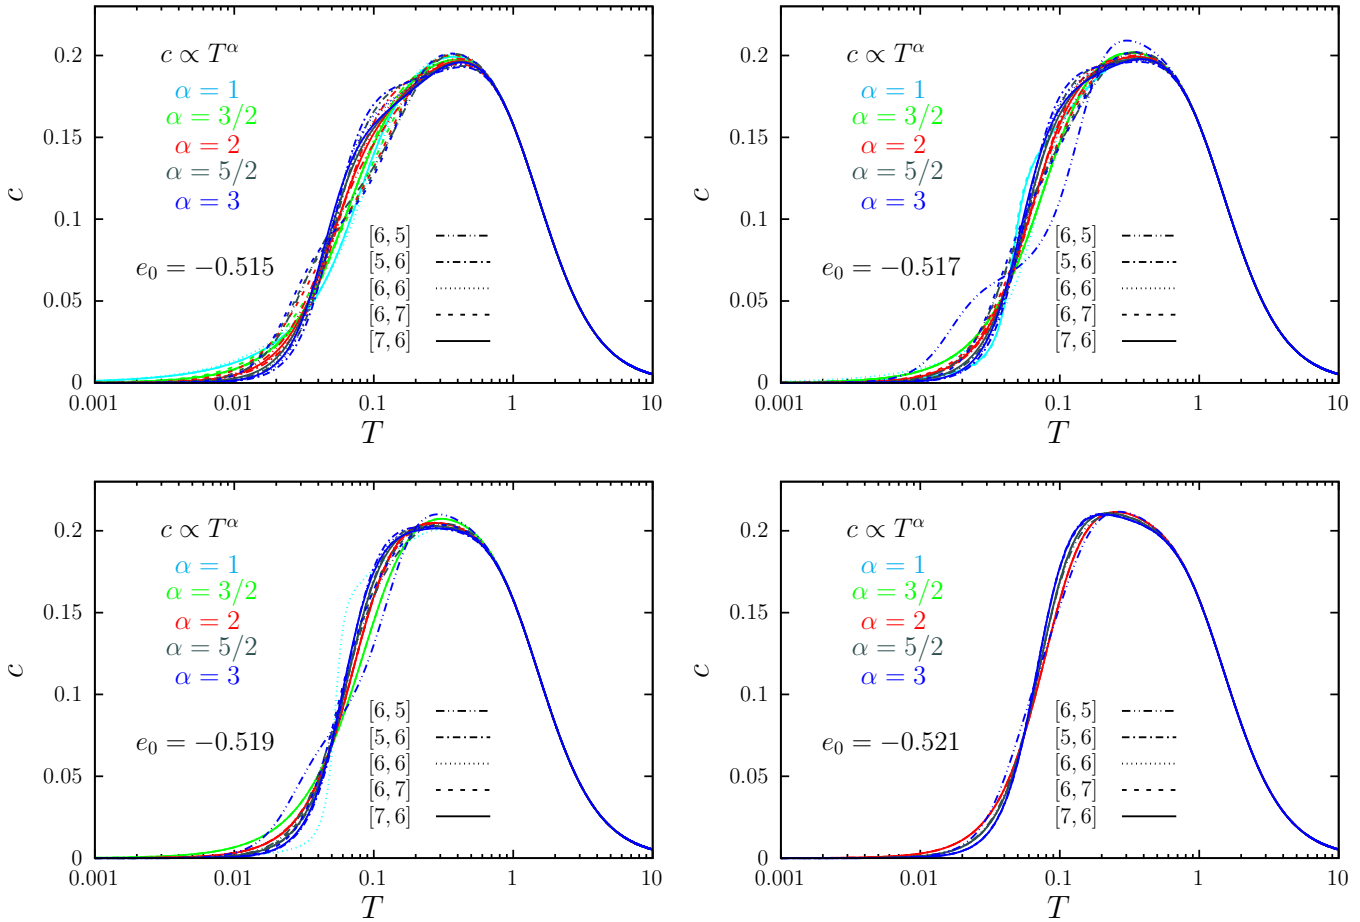 0.2
0.15
0.1
0.05
0
c
c ∝ T^α
α = 1
α = 3/2
α = 2
α = 5/2
α = 3
e₀ = −0.515
[6, 5]
[5, 6]
[6, 6]
[6, 7]
[7, 6]
0.001 0.01 0.1 1 10
T
0.2
0.15
0.1
0.05
0
c
c ∝ T^α
α = 1
α = 3/2
α = 2
α = 5/2
α = 3
e₀ = −0.517
[6, 5]
[5, 6]
[6, 6]
[6, 7]
[7, 6]
0.001 0.01 0.1 1 10
T
0.2
0.15
0.1
0.05
0
c
c ∝ T^α
α = 1
α = 3/2
α = 2
α = 5/2
α = 3
e₀ = −0.519
[6, 5]
[5, 6]
[6, 6]
[6, 7]
[7, 6]
0.001 0.01 0.1 1 10
T
0.2
0.15
0.1
0.05
0
c
c ∝ T^α
α = 1
α = 3/2
α = 2
α = 5/2
α = 3
e₀ = −0.521
[6, 5]
[5, 6]
[6, 6]
[6, 7]
[7, 6]
0.001 0.01 0.1 1 10
T